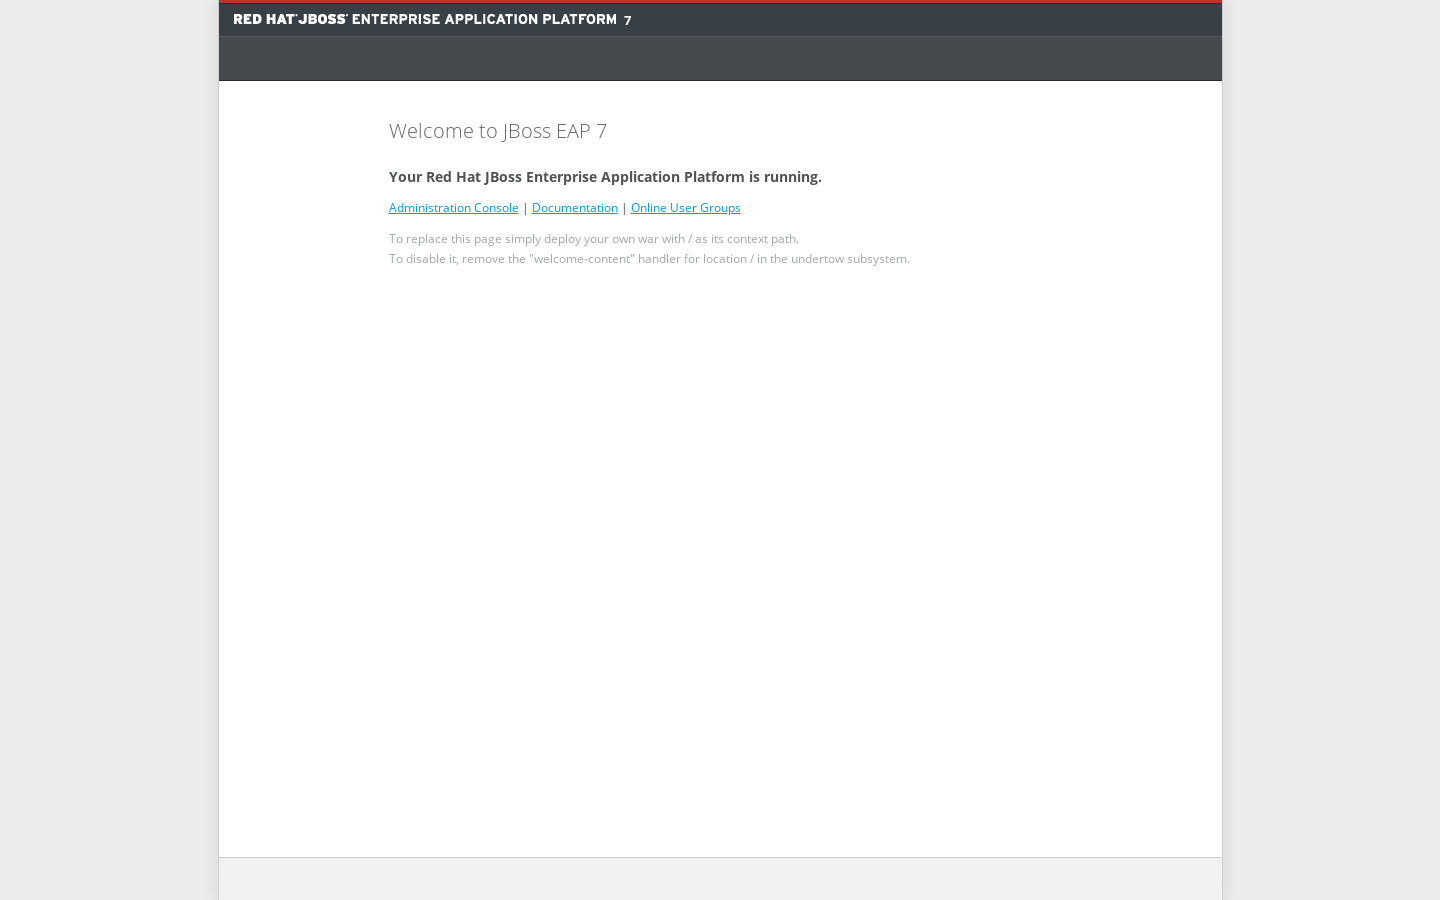 RED HAT® JBOSS® ENTERPRISE APPLICATION PLATFORM 7
Welcome to JBoss EAP 7
Your Red Hat JBoss Enterprise Application Platform is running.
Administration Console | Documentation | Online User Groups
To replace this page simply deploy your own war with / as its context path.
To disable it, remove the "welcome-content" handler for location / in the undertow subsystem.